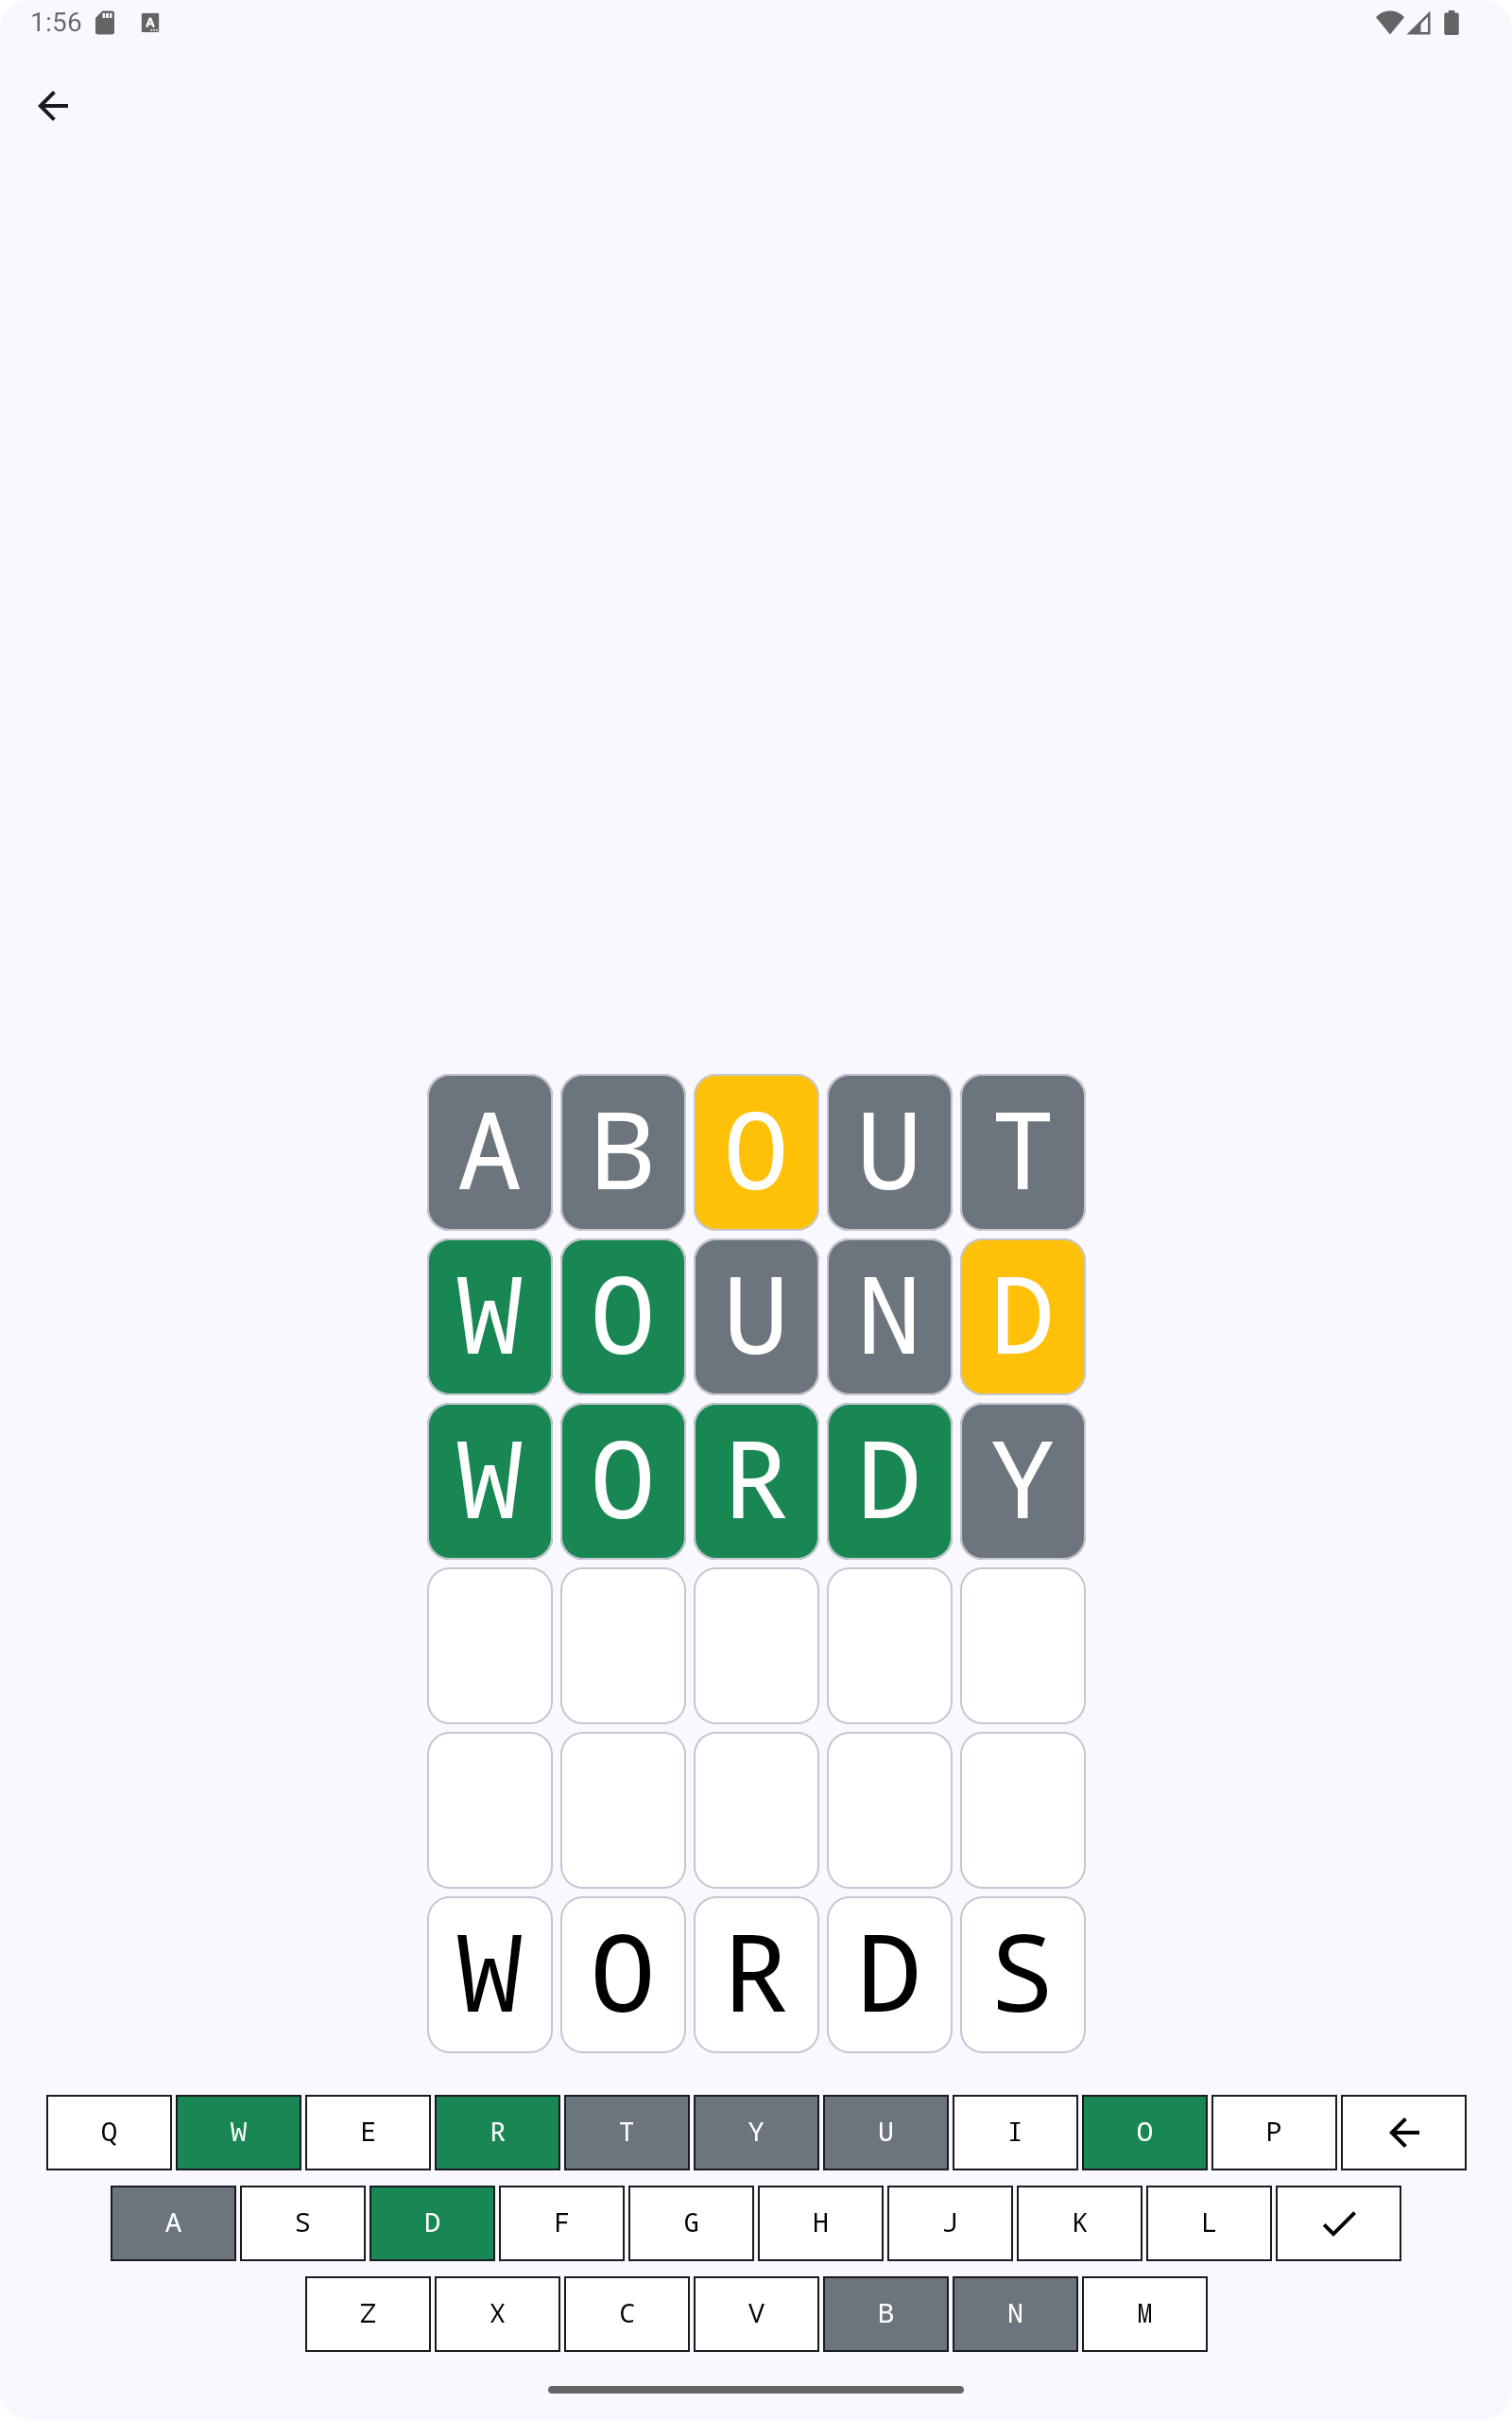 1:56
A B O U T
W O U N D
W O R D Y
W O R D S
Q W E R T Y U I O P
A S D F G H J K L
Z X C V B N M